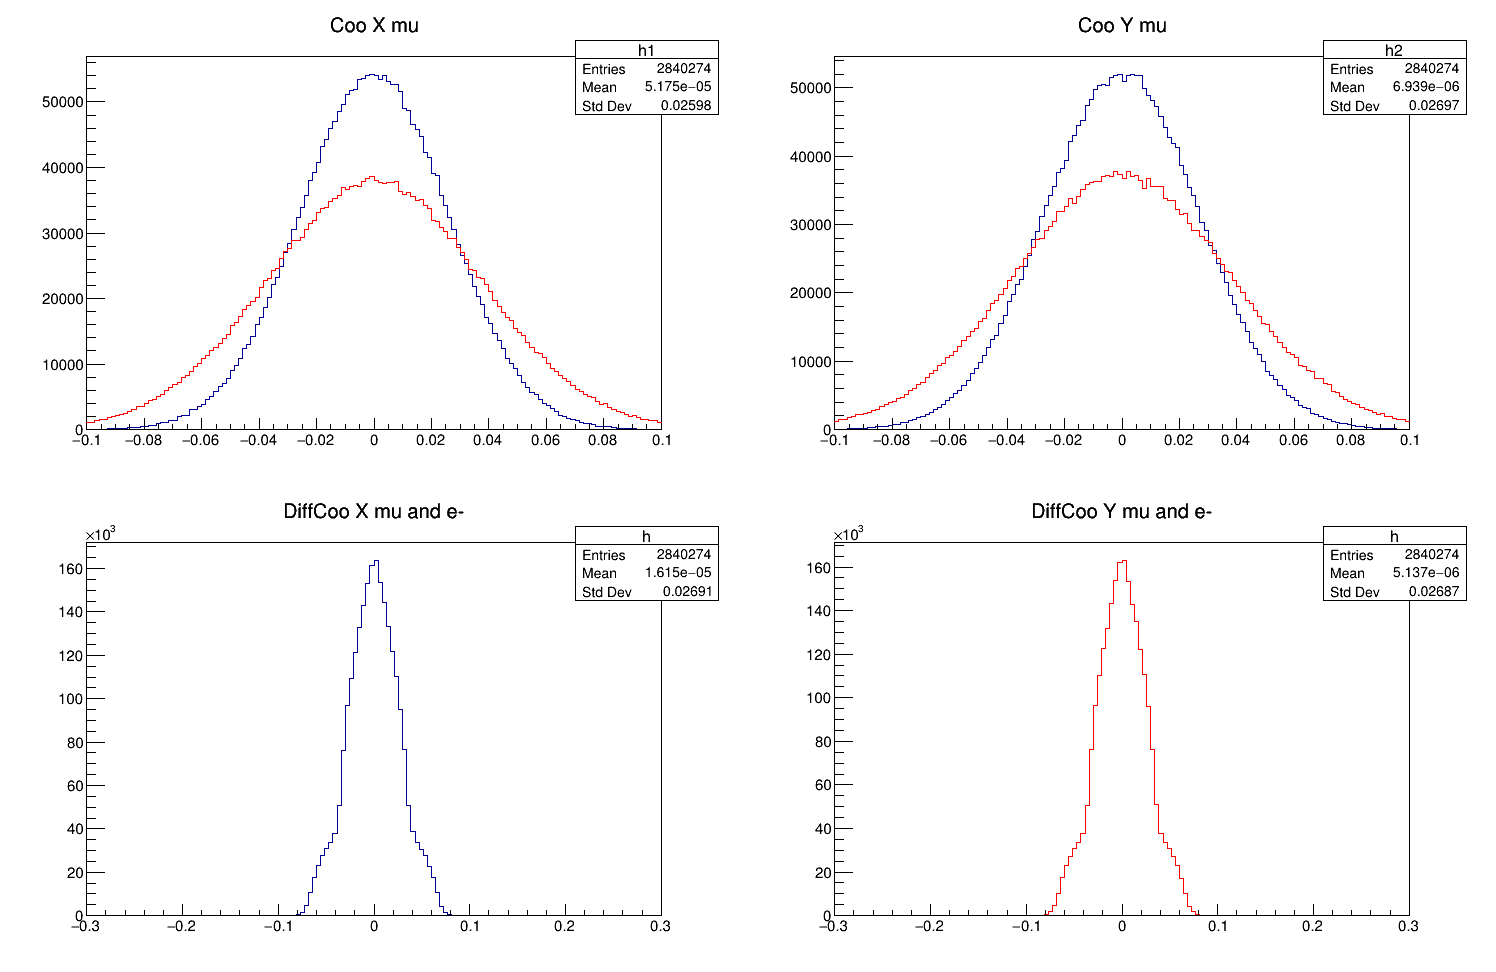 Coo X mu
h1
Entries 2840274
Mean 5.175e−05
Std Dev 0.02598
50000
40000
30000
20000
10000
0
−0.1 −0.08 −0.06 −0.04 −0.02 0 0.02 0.04 0.06 0.08 0.1
Coo Y mu
h2
Entries 2840274
Mean 6.939e−06
Std Dev 0.02697
50000
40000
30000
20000
10000
0
−0.1 −0.08 −0.06 −0.04 −0.02 0 0.02 0.04 0.06 0.08 0.1
DiffCoo X mu and e-
×10³
h
Entries 2840274
Mean 1.615e−05
Std Dev 0.02691
160
140
120
100
80
60
40
20
0
−0.3 −0.2 −0.1 0 0.1 0.2 0.3
DiffCoo Y mu and e-
×10³
h
Entries 2840274
Mean 5.137e−06
Std Dev 0.02687
160
140
120
100
80
60
40
20
0
−0.3 −0.2 −0.1 0 0.1 0.2 0.3